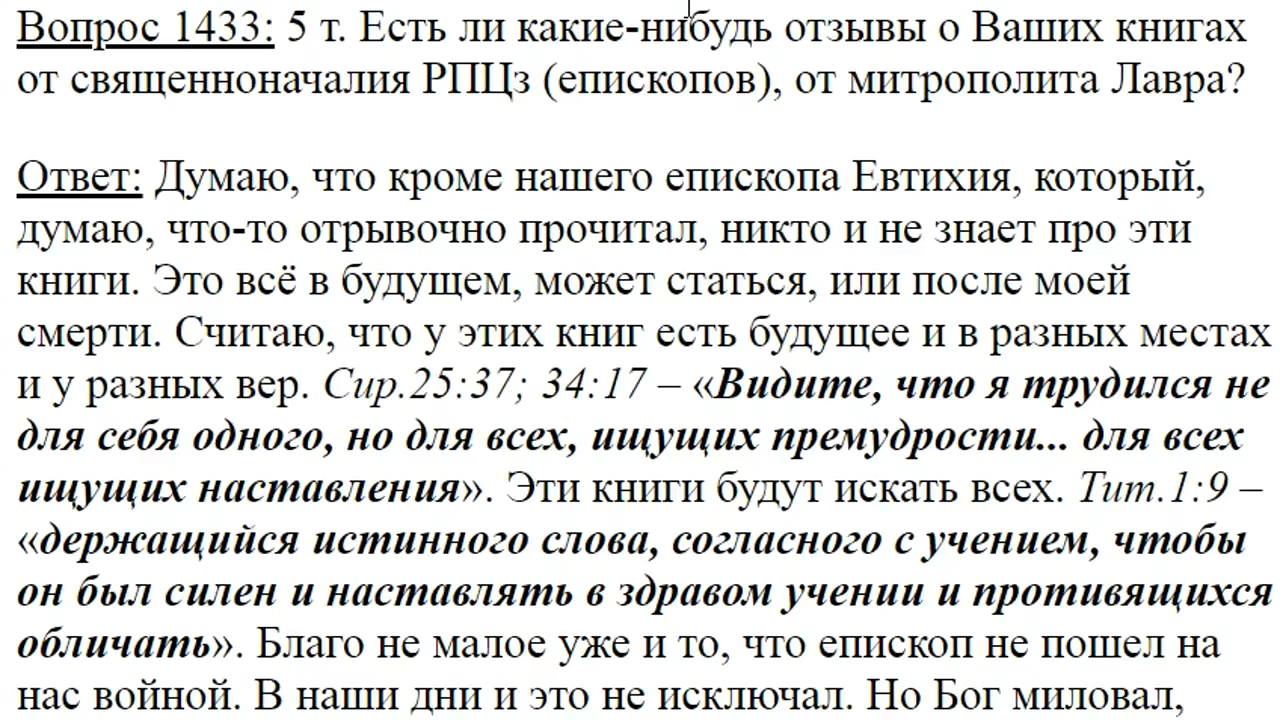 Вопрос 1433: 5 т. Есть ли какие-нибудь отзывы о Ваших книгах
от священноначалия РПЦз (епископов), от митрополита Лавра?
Ответ: Думаю, что кроме нашего епископа Евтихия, который,
думаю, что-то отрывочно прочитал, никто и не знает про эти
книги. Это всё в будущем, может статься, или после моей
смерти. Считаю, что у этих книг есть будущее и в разных местах
и у разных вер. Сир.25:37; 34:17 – «Видите, что я трудился не
для себя одного, но для всех, ищущих премудрости... для всех
ищущих наставления». Эти книги будут искать всех. Тит.1:9 –
«держащийся истинного слова, согласного с учением, чтобы
он был силен и наставлять в здравом учении и противящихся
обличать». Благо не малое уже и то, что епископ не пошел на
нас войной. В наши дни и это не исключал. Но Бог миловал,